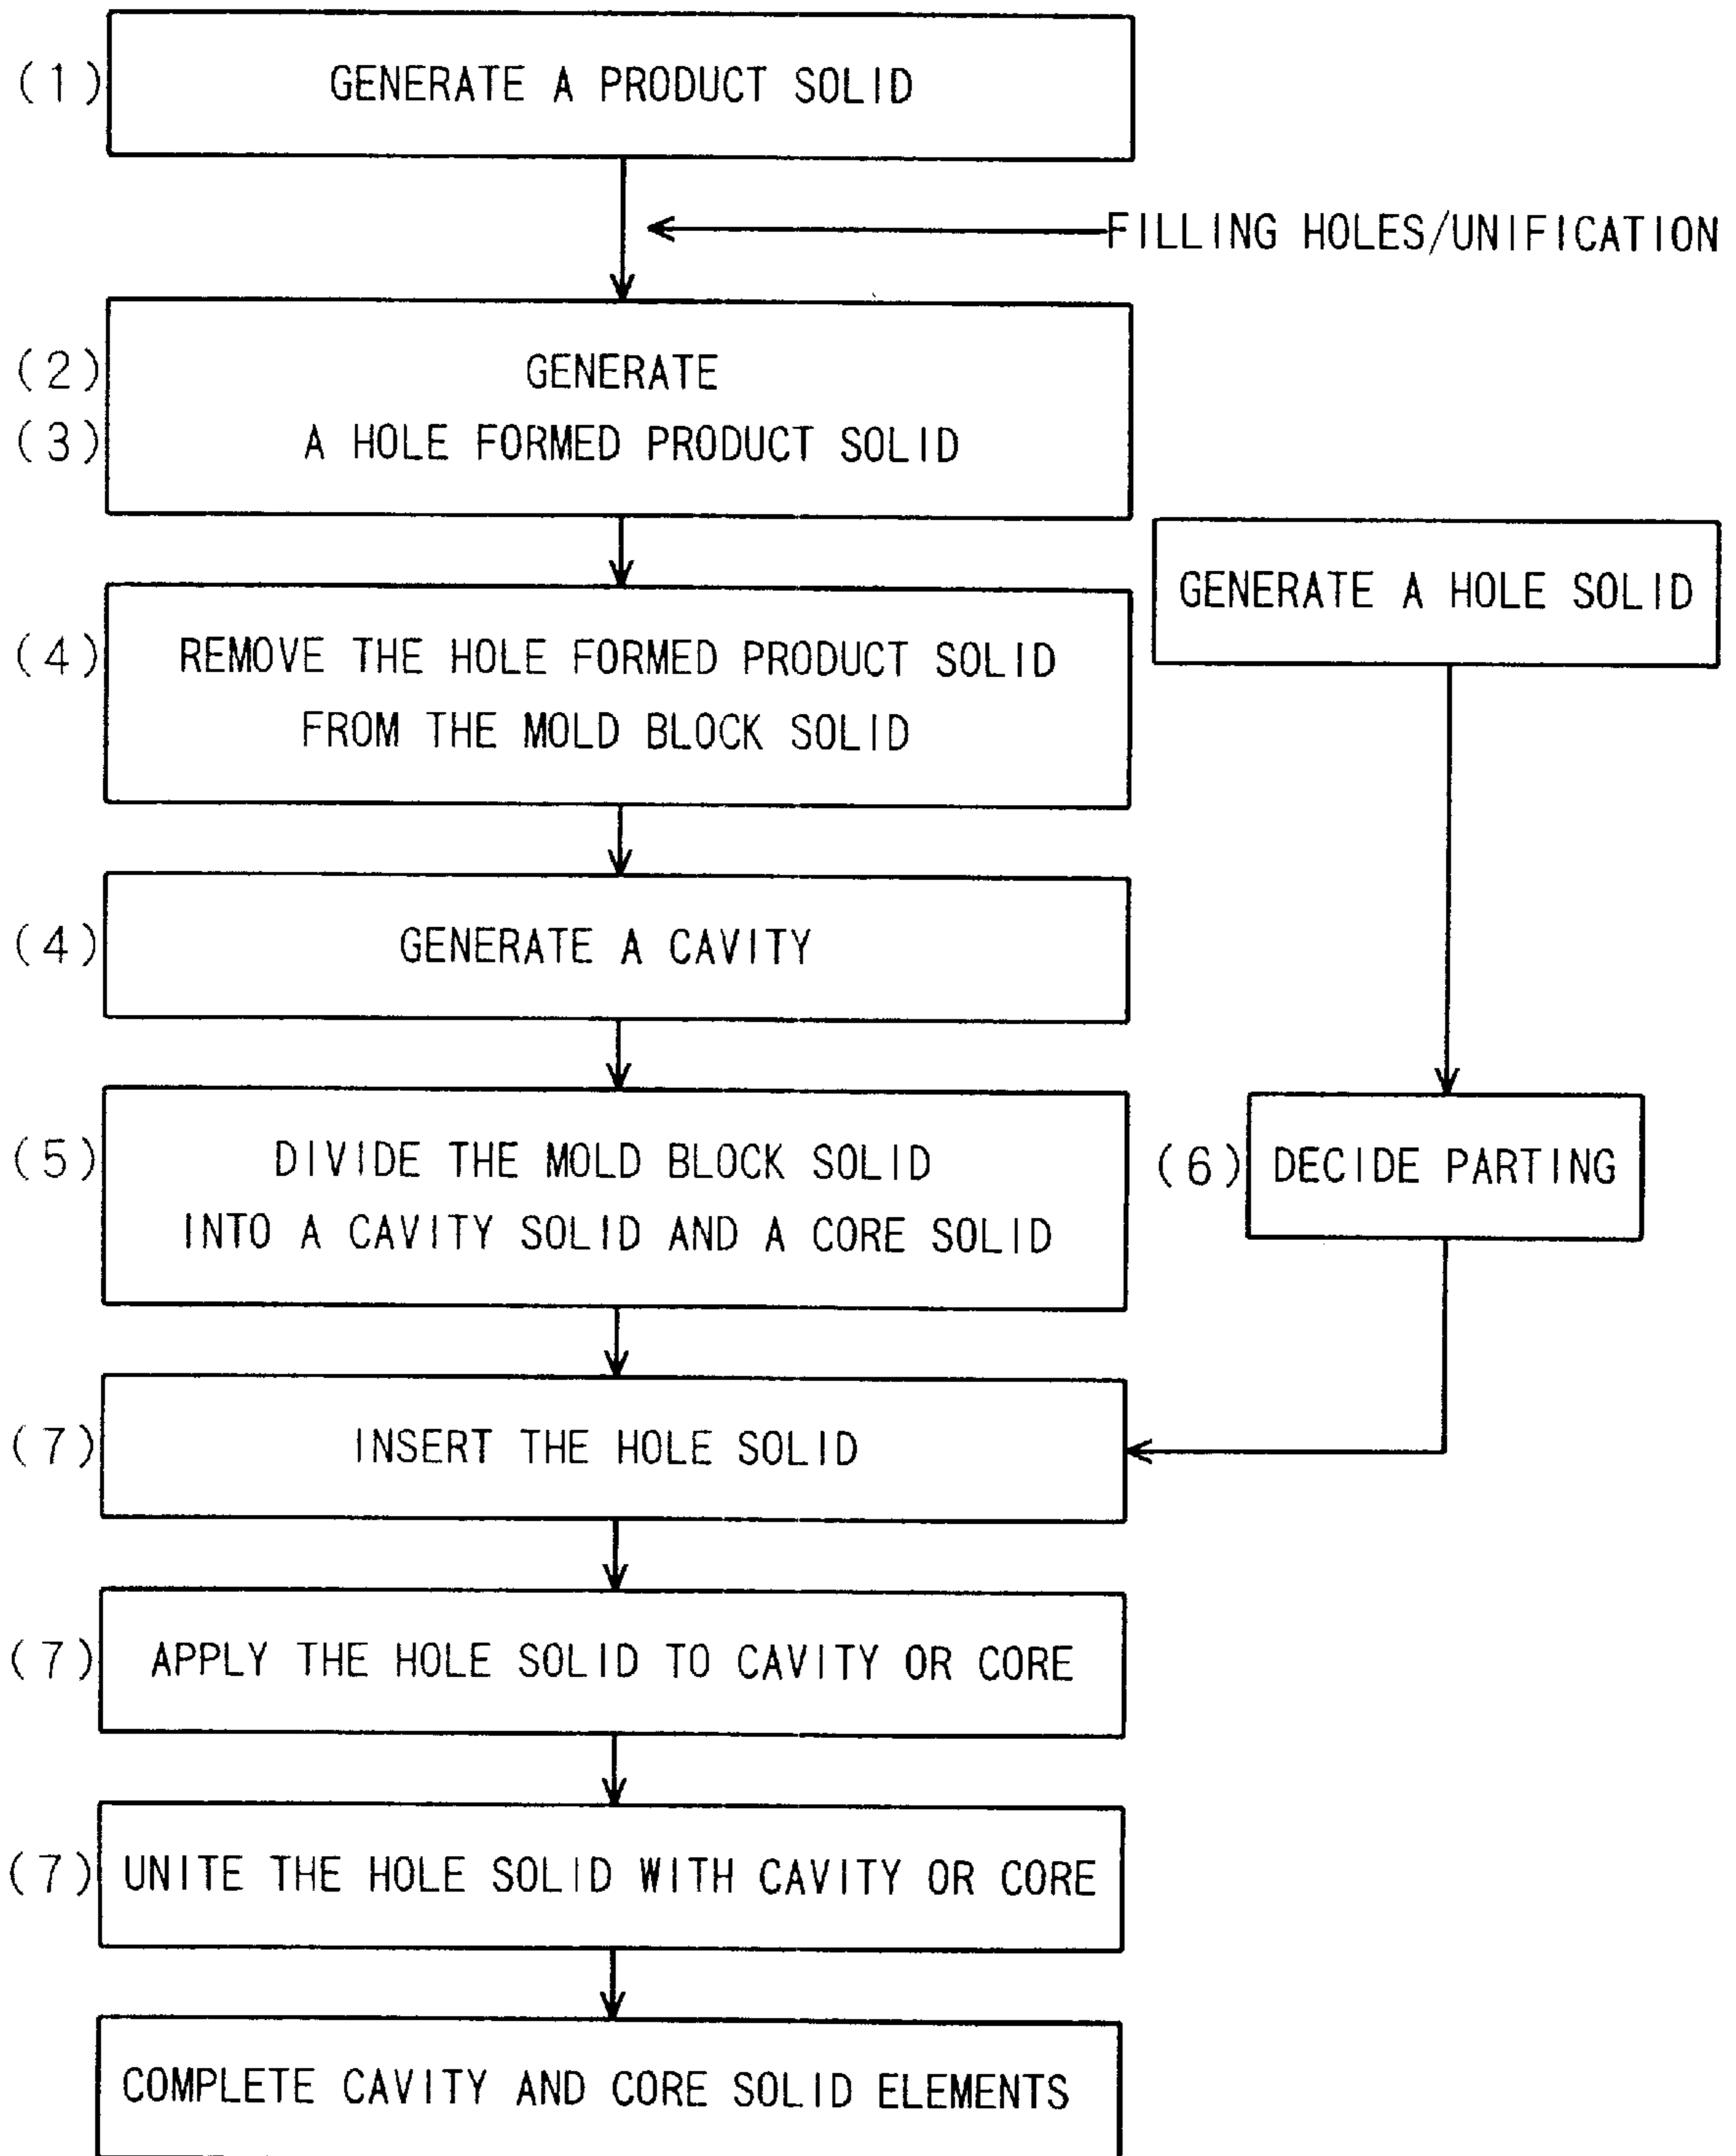 (1) GENERATE A PRODUCT SOLID
FILLING HOLES/UNIFICATION
(2) GENERATE
(3) A HOLE FORMED PRODUCT SOLID
GENERATE A HOLE SOLID
(4) REMOVE THE HOLE FORMED PRODUCT SOLID
FROM THE MOLD BLOCK SOLID
(4) GENERATE A CAVITY
(5) DIVIDE THE MOLD BLOCK SOLID
INTO A CAVITY SOLID AND A CORE SOLID
(6) DECIDE PARTING
(7) INSERT THE HOLE SOLID
(7) APPLY THE HOLE SOLID TO CAVITY OR CORE
(7) UNITE THE HOLE SOLID WITH CAVITY OR CORE
COMPLETE CAVITY AND CORE SOLID ELEMENTS